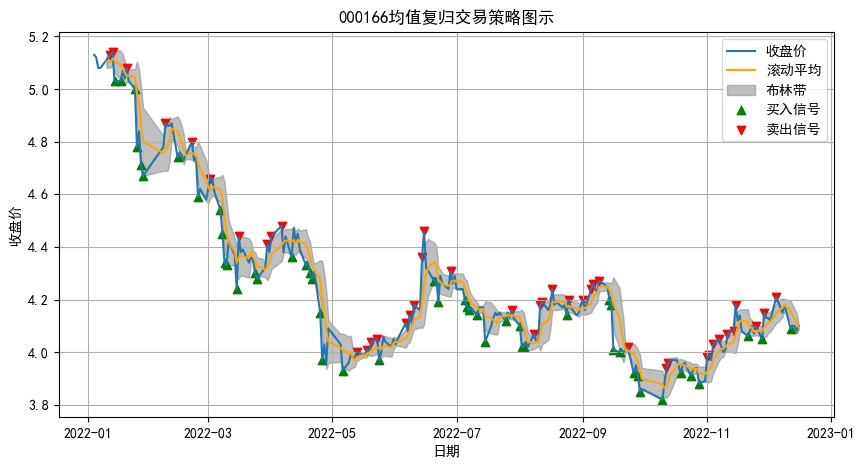 000166均值复归交易策略图示
收盘价
滚动平均
布林带
买入信号
卖出信号
收盘价
5.2
5.0
4.8
4.6
4.4
4.2
4.0
3.8
2022-01
2022-03
2022-05
2022-07
2022-09
2022-11
2023-01
日期